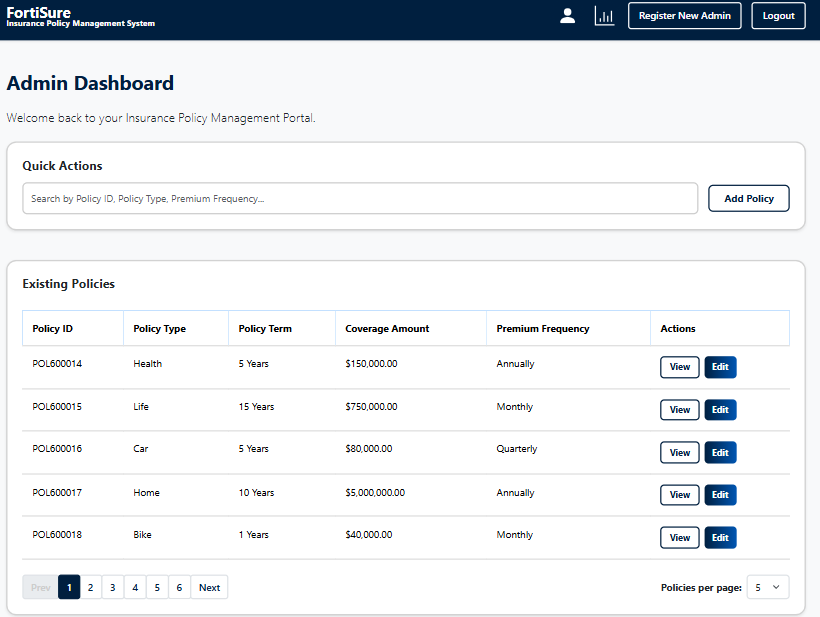 FortiSure
Insurance Policy Management System
Register New Admin
Logout
Admin Dashboard
Welcome back to your Insurance Policy Management Portal.
Quick Actions
Search by Policy ID, Policy Type, Premium Frequency...
Add Policy
Existing Policies
Policy ID Policy Type Policy Term Coverage Amount Premium Frequency Actions
POL600014 Health 5 Years $150,000.00 Annually View Edit
POL600015 Life 15 Years $750,000.00 Monthly View Edit
POL600016 Car 5 Years $80,000.00 Quarterly View Edit
POL600017 Home 10 Years $5,000,000.00 Annually View Edit
POL600018 Bike 1 Years $40,000.00 Monthly View Edit
Prev 1 2 3 4 5 6 Next Policies per page: 5